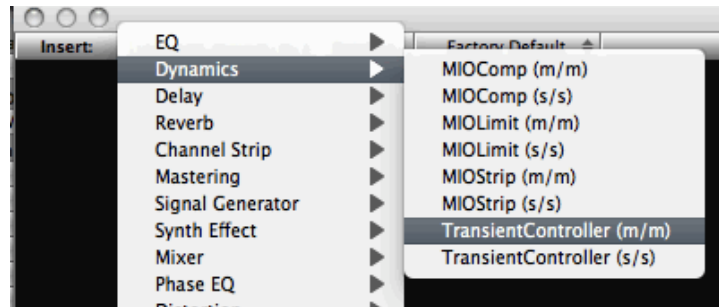 Insert:
Factory Default
EQ
Dynamics
Delay
Reverb
Channel Strip
Mastering
Signal Generator
Synth Effect
Mixer
Phase EQ
MIOComp (m/m)
MIOComp (s/s)
MIOLimit (m/m)
MIOLimit (s/s)
MIOStrip (m/m)
MIOStrip (s/s)
TransientController (m/m)
TransientController (s/s)